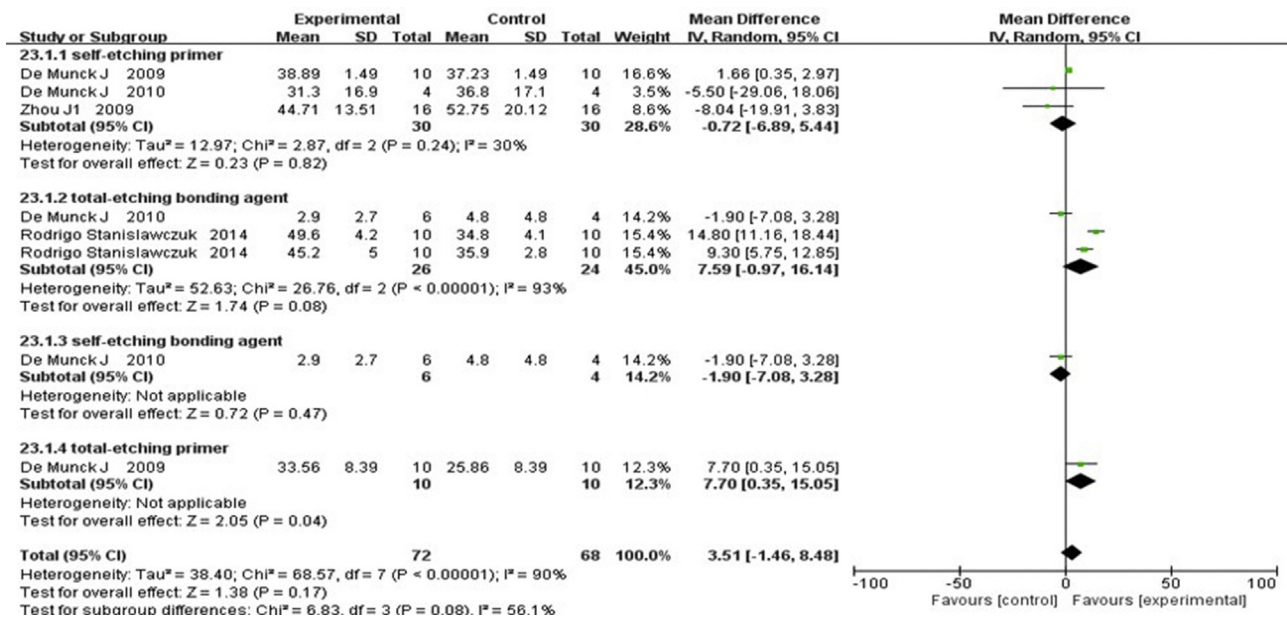 Experimental Control Mean Difference Mean Difference
Study or Subgroup Mean SD Total Mean SD Total Weight IV, Random, 95% CI IV, Random, 95% CI
23.1.1 self-etching primer
De Munck J 2009 38.89 1.49 10 37.23 1.49 10 16.6% 1.66 [0.35, 2.97]
De Munck J 2010 31.3 16.9 4 36.8 17.1 4 3.5% -5.50 [-29.06, 18.06]
Zhou J1 2009 44.71 13.51 16 52.75 20.12 16 8.6% -8.04 [-19.91, 3.83]
Subtotal (95% CI) 30 30 28.6% -0.72 [-6.89, 5.44]
Heterogeneity: Tau² = 12.97; Chi² = 2.87, df = 2 (P = 0.24); I² = 30%
Test for overall effect: Z = 0.23 (P = 0.82)
23.1.2 total-etching bonding agent
De Munck J 2010 2.9 2.7 6 4.8 4.8 4 14.2% -1.90 [-7.08, 3.28]
Rodrigo Stanislawczuk 2014 49.6 4.2 10 34.8 4.1 10 15.4% 14.80 [11.16, 18.44]
Rodrigo Stanislawczuk 2014 45.2 5 10 35.9 2.8 10 15.4% 9.30 [5.75, 12.85]
Subtotal (95% CI) 26 24 45.0% 7.59 [-0.97, 16.14]
Heterogeneity: Tau² = 52.63; Chi² = 26.76, df = 2 (P < 0.00001); I² = 93%
Test for overall effect: Z = 1.74 (P = 0.08)
23.1.3 self-etching bonding agent
De Munck J 2010 2.9 2.7 6 4.8 4.8 4 14.2% -1.90 [-7.08, 3.28]
Subtotal (95% CI) 6 4 14.2% -1.90 [-7.08, 3.28]
Heterogeneity: Not applicable
Test for overall effect: Z = 0.72 (P = 0.47)
23.1.4 total-etching primer
De Munck J 2009 33.56 8.39 10 25.86 8.39 10 12.3% 7.70 [0.35, 15.05]
Subtotal (95% CI) 10 10 12.3% 7.70 [0.35, 15.05]
Heterogeneity: Not applicable
Test for overall effect: Z = 2.05 (P = 0.04)
Total (95% CI) 72 68 100.0% 3.51 [-1.46, 8.48]
Heterogeneity: Tau² = 38.40; Chi² = 68.57, df = 7 (P < 0.00001); I² = 90%
Test for overall effect: Z = 1.38 (P = 0.17)
Test for subgroup differences: Chi² = 6.83, df = 3 (P = 0.08), I² = 56.1%
-100 -50 0 50 100
Favours [control] Favours [experimental]